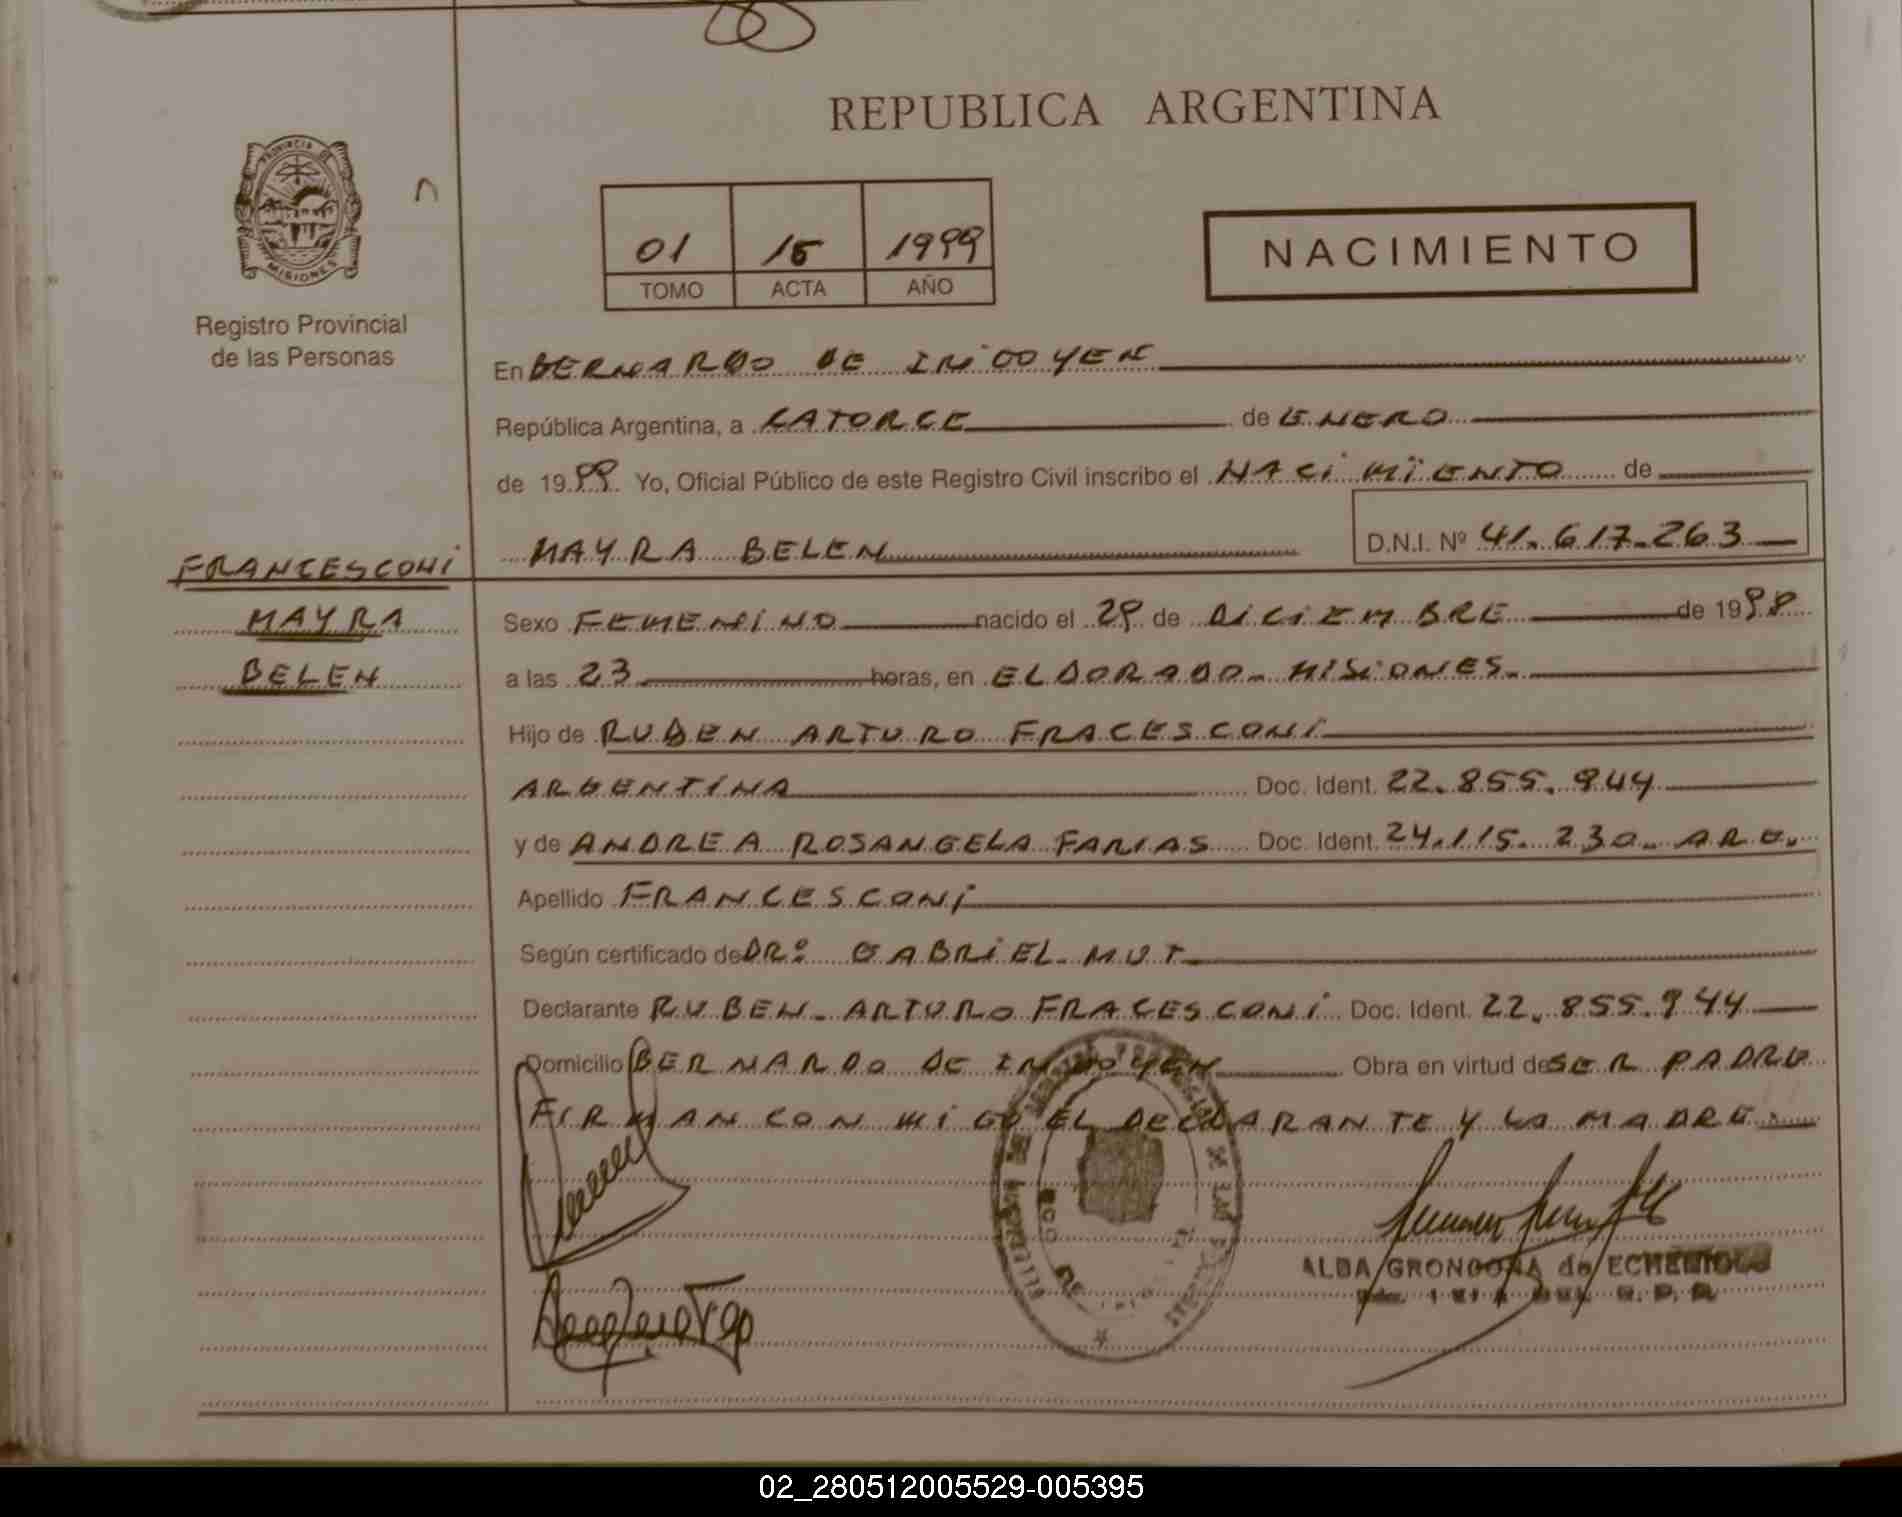 REPUBLICA ARGENTINA
PROVINCIA DE
MISIONES
Registro Provincial
de las Personas
01 15 1999
TOMO ACTA AÑO
NACIMIENTO
En BERNARDO DE IRIGOYEN
República Argentina, a CATORCE de ENERO
de 1999 Yo, Oficial Público de este Registro Civil inscribo el NACIMIENTO de
MAYRA BELEN D.N.I. Nº 41.617.263
FRANCESCONI
MAYRA
BELEN
Sexo FEMENINO nacido el 29 de DICIEMBRE de 1998
a las 23 horas, en ELDORADO- MISIONES.
Hijo de RUBEN ARTURO FRACESCONI
ARGENTINA Doc. Ident. 22.855.944
y de ANDREA ROSANGELA FARIAS Doc. Ident. 24.115.230- ARG.
Apellido FRANCESCONI
Según certificado de DR: GABRIEL MUT
Declarante RUBEN- ARTURO FRACESCONI Doc. Ident. 22.855.944
Domicilio BERNARDO DE IRIGOYEN Obra en virtud de SER PADRE
FIRMAN CONMIGO EL DECLARANTE Y LA MADRE.
ALBA GRONDONA de
02_280512005529-005395